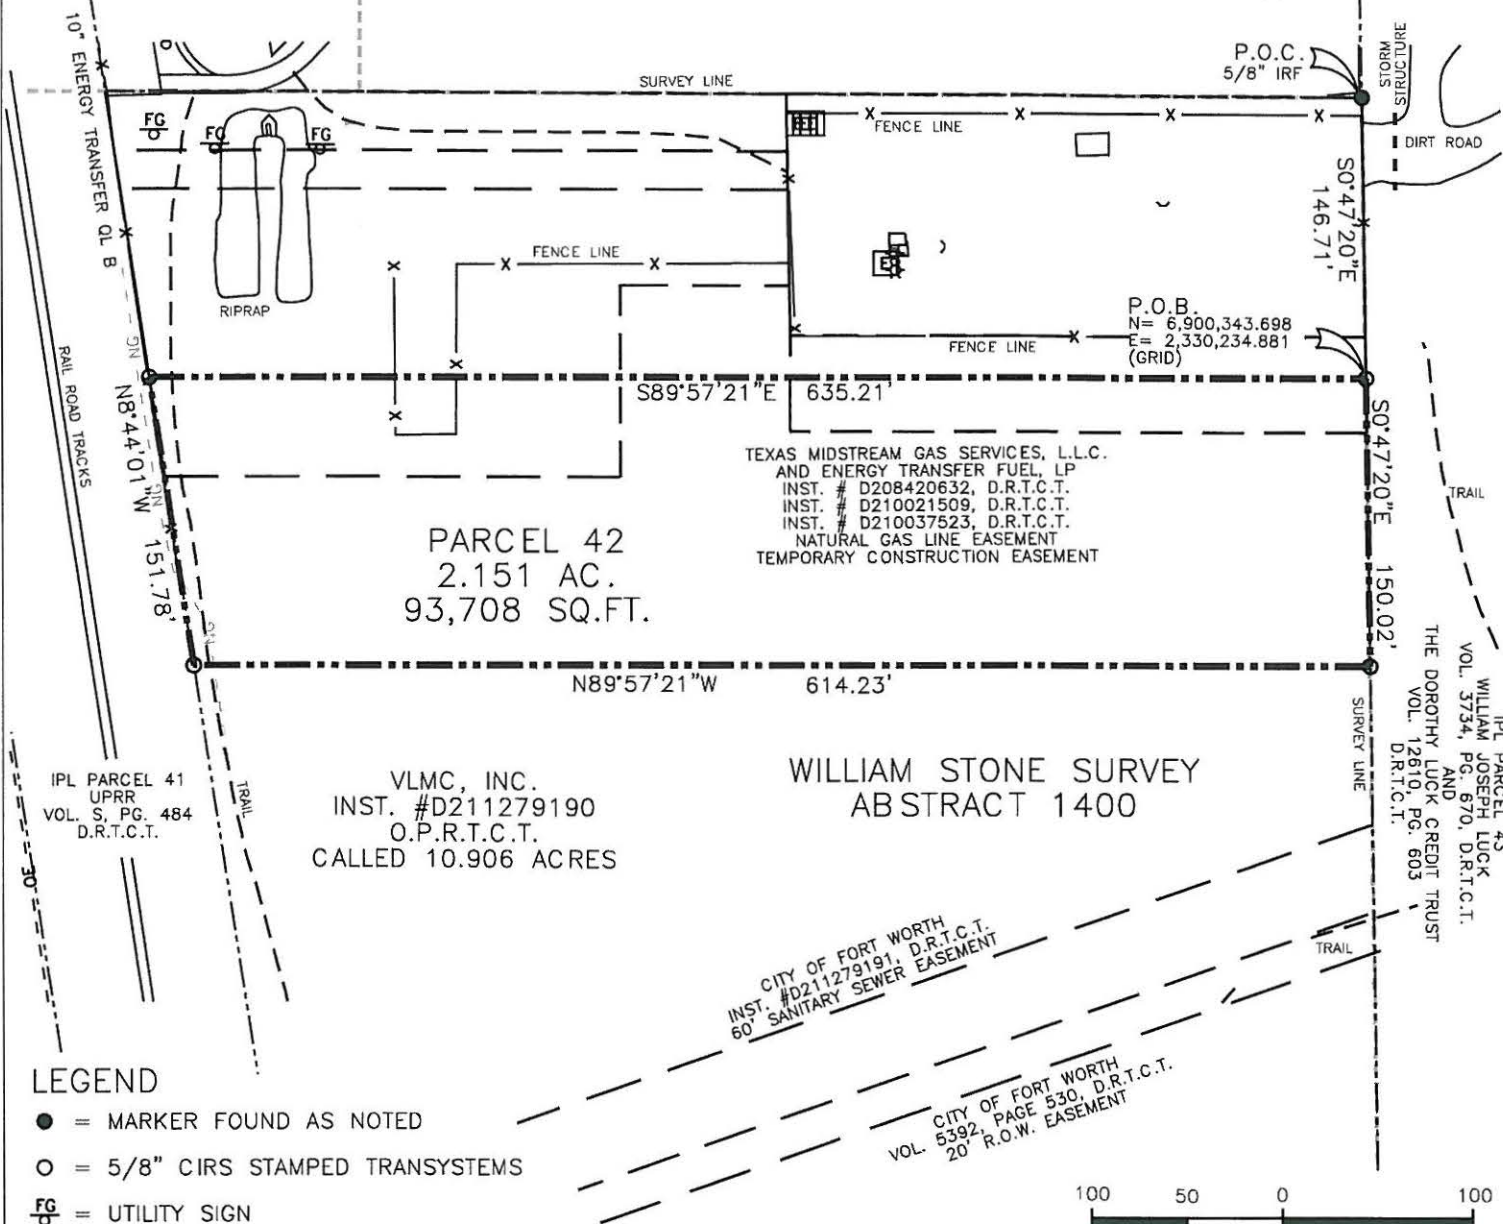 10" ENERGY TRANSFER QL B
SURVEY LINE
P.O.C.
5/8" IRF
STORM
STRUCTURE
DIRT ROAD
FG
FG
FG
FENCE LINE
S0°47'20"E
146.71'
FENCE LINE
RIPRAP
P.O.B.
N= 6,900,343.698
E= 2,330,234.881
(GRID)
FENCE LINE
NG
RAIL ROAD TRACKS
N8°44'01"W 151.78'
NG
NG
S89°57'21"E 635.21'
S0°47'20"E 150.02'
TRAIL
TEXAS MIDSTREAM GAS SERVICES, L.L.C.
AND ENERGY TRANSFER FUEL, LP
INST. # D208420632, D.R.T.C.T.
INST. # D210021509, D.R.T.C.T.
INST. # D210037523, D.R.T.C.T.
NATURAL GAS LINE EASEMENT
TEMPORARY CONSTRUCTION EASEMENT
PARCEL 42
2.151 AC.
93,708 SQ.FT.
N89°57'21"W 614.23'
SURVEY LINE
IPL PARCEL 43
WILLIAM JOSEPH LUCK
VOL. 3734, PG. 670, D.R.T.C.T.
AND
THE DOROTHY LUCK CREDIT TRUST
VOL. 12610, PG. 603
D.R.T.C.T.
IPL PARCEL 41
UPRR
VOL. S, PG. 484
D.R.T.C.T.
TRAIL
VLMC, INC.
INST. #D211279190
O.P.R.T.C.T.
CALLED 10.906 ACRES
WILLIAM STONE SURVEY
ABSTRACT 1400
OE
CITY OF FORT WORTH
INST. #D211279191, D.R.T.C.T.
60' SANITARY SEWER EASEMENT
TRAIL
CITY OF FORT WORTH
VOL. 5392, PAGE 530, D.R.T.C.T.
20' R.O.W. EASEMENT
LEGEND
= MARKER FOUND AS NOTED
= 5/8" CIRS STAMPED TRANSYSTEMS
FG = UTILITY SIGN
100 50 0 100